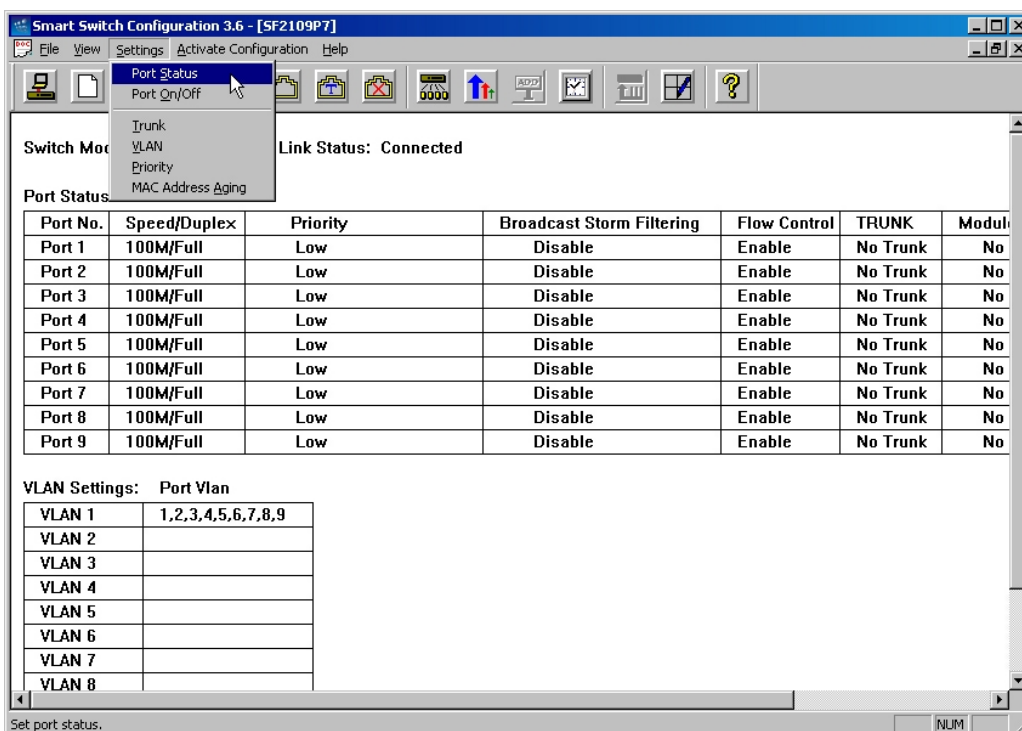 Smart Switch Configuration 3.6 - [SF2109P7]
DOC File View Settings Activate Configuration Help
Port Status
Port On/Off
Trunk
VLAN
Priority
MAC Address Aging
ADD
Switch Link Status: Connected
Port Status
Port No. Speed/Duplex Priority Broadcast Storm Filtering Flow Control TRUNK
Port 1 100M/Full Low Disable Enable No Trunk No
Port 2 100M/Full Low Disable Enable No Trunk No
Port 3 100M/Full Low Disable Enable No Trunk No
Port 4 100M/Full Low Disable Enable No Trunk No
Port 5 100M/Full Low Disable Enable No Trunk No
Port 6 100M/Full Low Disable Enable No Trunk No
Port 7 100M/Full Low Disable Enable No Trunk No
Port 8 100M/Full Low Disable Enable No Trunk No
Port 9 100M/Full Low Disable Enable No Trunk No
VLAN Settings: Port Vlan
VLAN 1 1,2,3,4,5,6,7,8,9
VLAN 2
VLAN 3
VLAN 4
VLAN 5
VLAN 6
VLAN 7
VLAN 8
Set port status. NUM